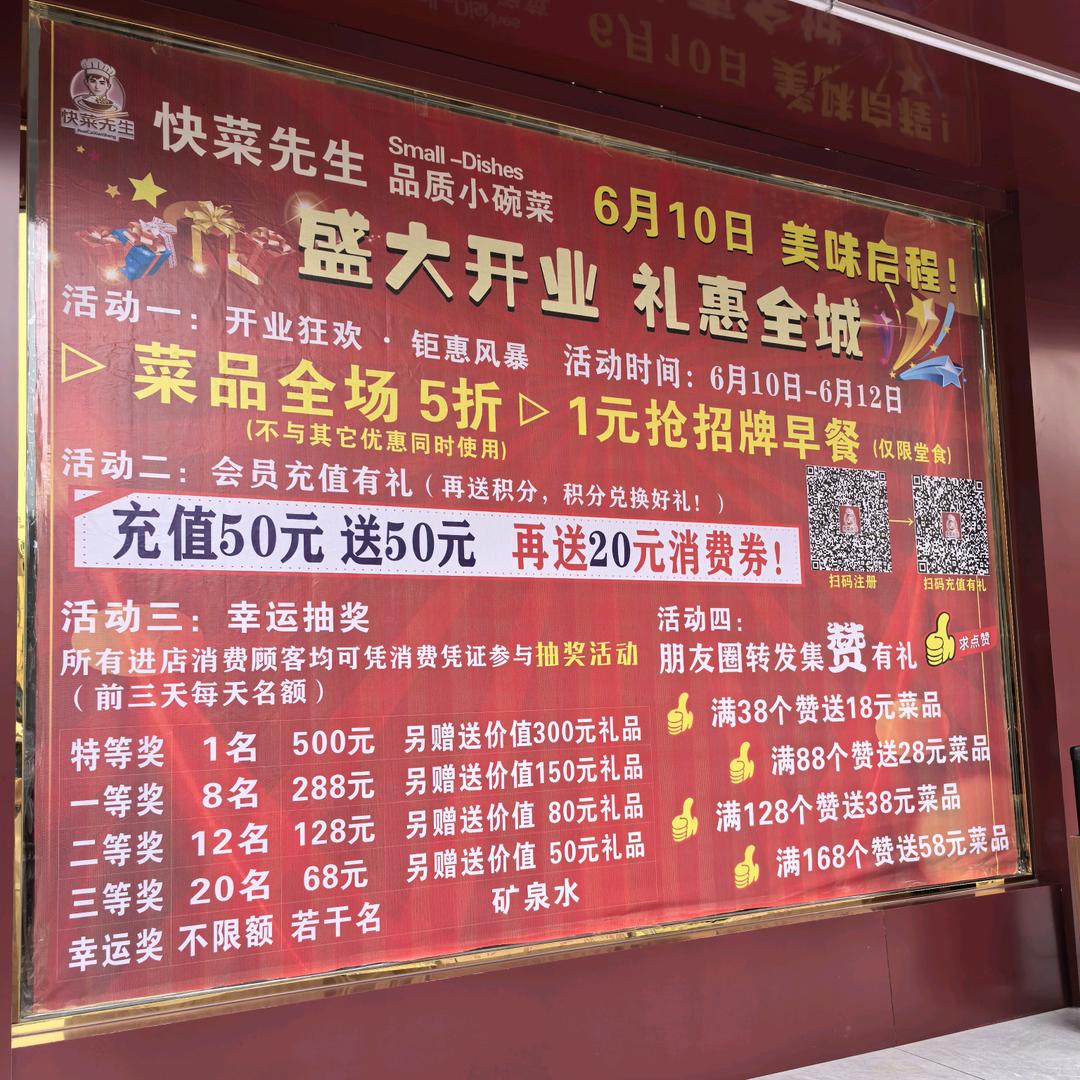 快菜先生
快菜先生
Small-Dishes
品质小碗菜
6月10日 美味启程!
盛大开业 礼惠全城
活动一：开业狂欢·钜惠风暴 活动时间：6月10日-6月12日
菜品全场5折 1元抢招牌早餐(仅限堂食)
(不与其它优惠同时使用)
活动二：会员充值有礼(再送积分，积分兑换好礼!)
充值50元 送50元 再送20元消费券!
扫码注册
扫码充值有礼
活动三：幸运抽奖
所有进店消费顾客均可凭消费凭证参与抽奖活动
(前三天每天名额)
特等奖 1名 500元 另赠送价值300元礼品
一等奖 8名 288元 另赠送价值150元礼品
二等奖 12名 128元 另赠送价值 80元礼品
三等奖 20名 68元 另赠送价值 50元礼品
幸运奖 不限额 若干名 矿泉水
活动四：
朋友圈转发集赞有礼
求点赞
满38个赞送18元菜品
满88个赞送28元菜品
满128个赞送38元菜品
满168个赞送58元菜品